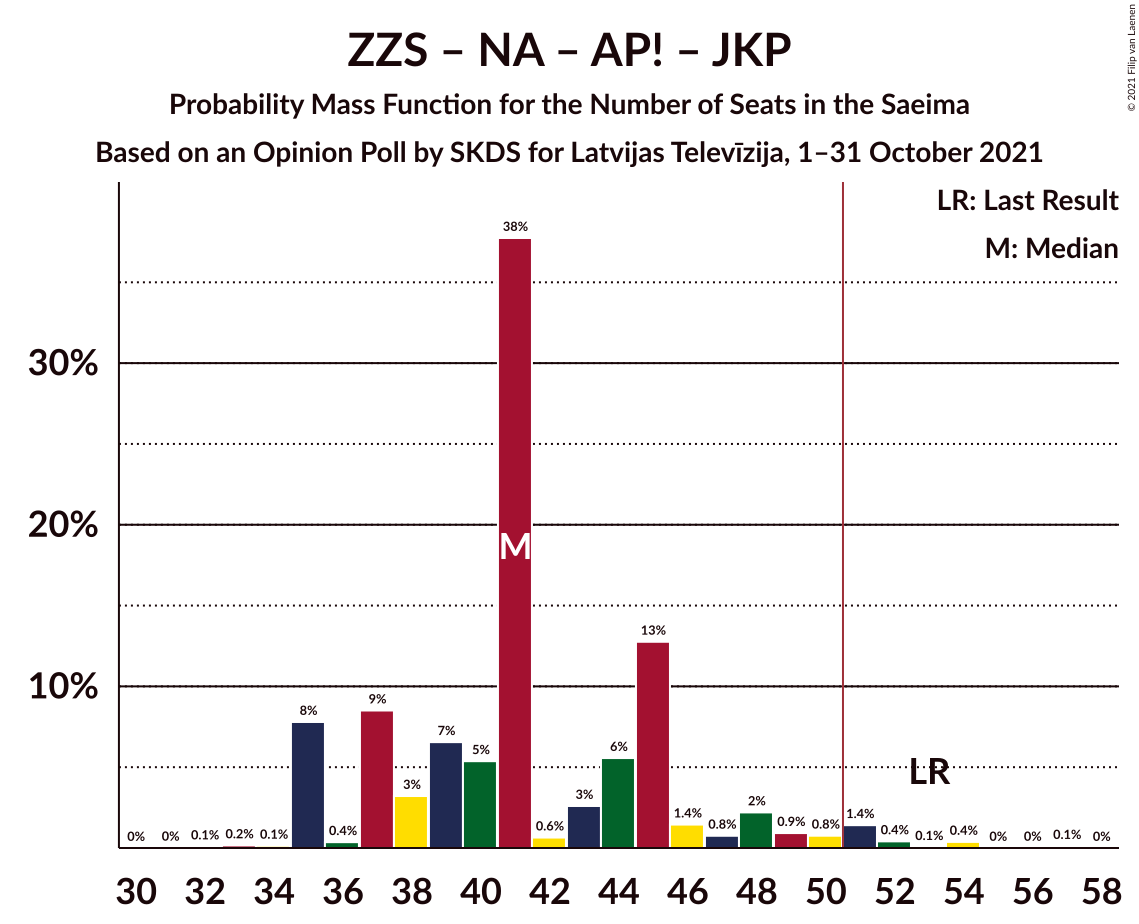 ZZS – NA – AP! – JKP
Probability Mass Function for the Number of Seats in the Saeima
Based on an Opinion Poll by SKDS for Latvijas Televīzija, 1–31 October 2021
© 2021 Filip van Laenen
LR: Last Result
M: Median
38%
30%
20%
M
13%
10%
9%
8%
7%
6%
5%
LR
3%
3%
2%
1.4%
1.4%
0% 0% 0.1% 0.2% 0.1% 0.4% 0.6% 0.8% 0.9% 0.8% 0.4% 0.1% 0.4% 0% 0% 0.1% 0%
30 32 34 36 38 40 42 44 46 48 50 52 54 56 58